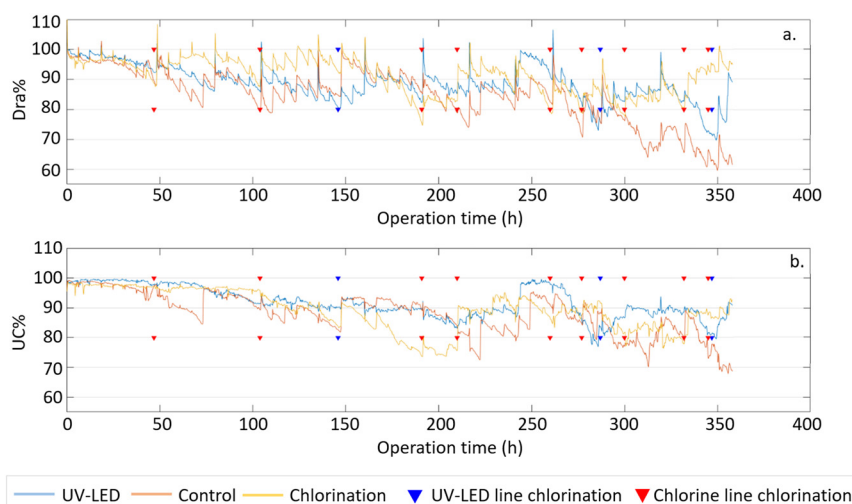 a.
110
100
90
80
70
60
Dra%
0 50 100 150 200 250 300 350 400
Operation time (h)
b.
110
100
90
80
70
60
UC%
0 50 100 150 200 250 300 350 400
Operation time (h)
UV-LED Control Chlorination UV-LED line chlorination Chlorine line chlorination